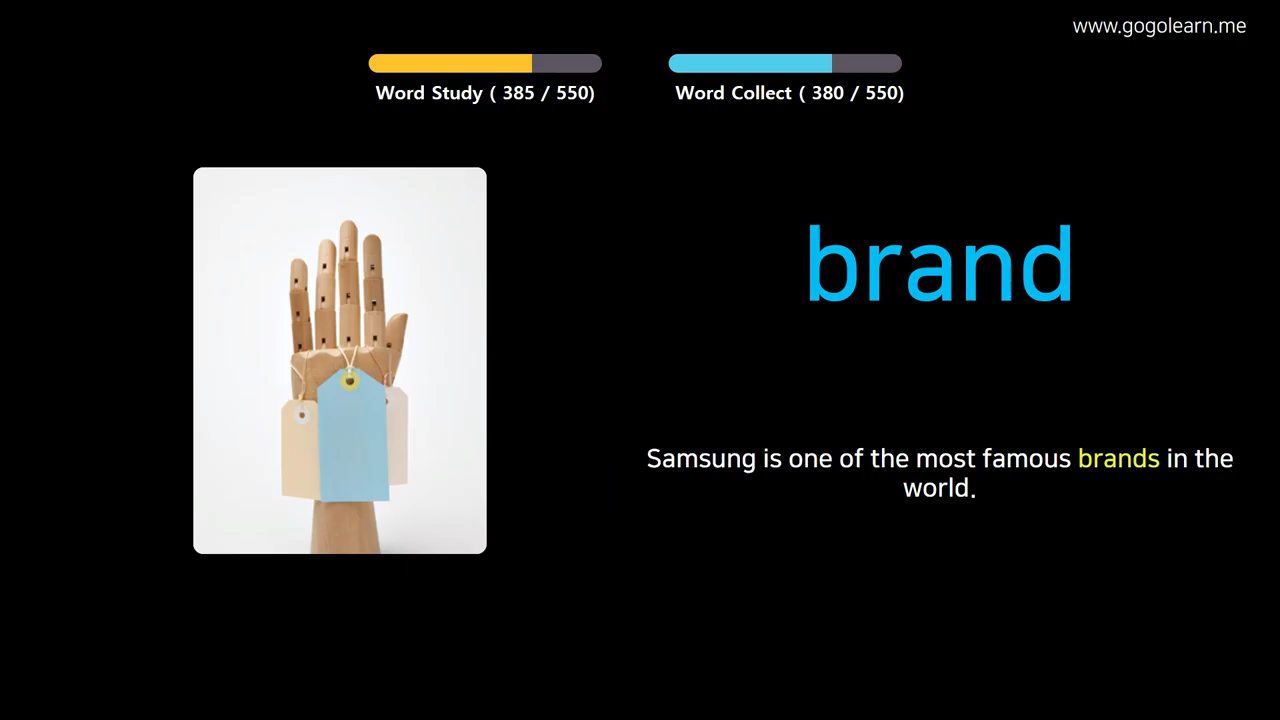 www.gogolearn.me
Word Study ( 385 / 550)
Word Collect ( 380 / 550)
brand
Samsung is one of the most famous brands in the
world.